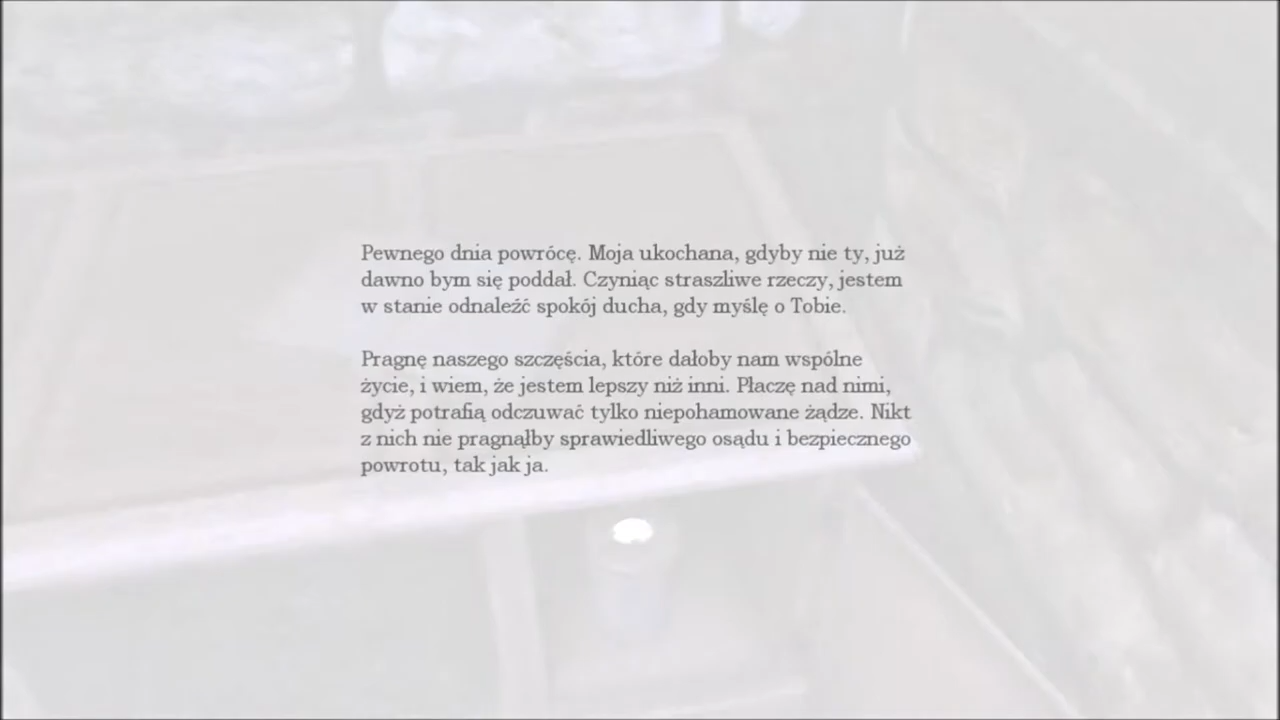 Pewnego dnia powrócę. Moja ukochana, gdyby nie ty, już
dawno bym się poddał. Czyniąc straszliwe rzeczy, jestem
w stanie odnaleźć spokój ducha, gdy myślę o Tobie.
Pragnę naszego szczęścia, które dałoby nam wspólne
życie, i wiem, że jestem lepszy niż inni. Płaczę nad nimi,
gdyż potrafią odczuwać tylko niepohamowane żądze. Nikt
z nich nie pragnąłby sprawiedliwego osądu i bezpiecznego
powrotu, tak jak ja.